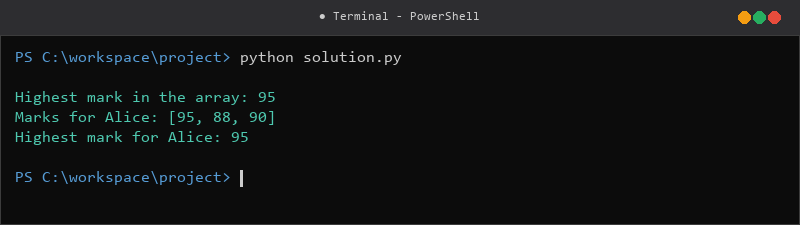 ● Terminal - PowerShell
PS C:\workspace\project> python solution.py
Highest mark in the array: 95
Marks for Alice: [95, 88, 90]
Highest mark for Alice: 95
PS C:\workspace\project>